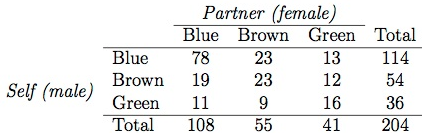 Partner (female)
Blue Brown Green Total
Blue 78 23 13 114
Self (male) Brown 19 23 12 54
Green 11 9 16 36
Total 108 55 41 204